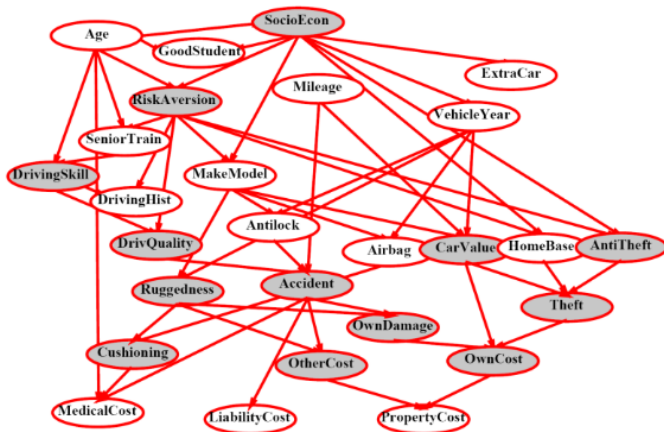 SocioEcon
Age
GoodStudent
ExtraCar
Mileage
RiskAversion
VehicleYear
SeniorTrain
DrivingSkill
MakeModel
DrivingHist
Antilock
DrivQuality
Airbag
CarValue
HomeBase
AntiTheft
Ruggedness
Accident
Theft
OwnDamage
Cushioning
OtherCost
OwnCost
MedicalCost
LiabilityCost
PropertyCost